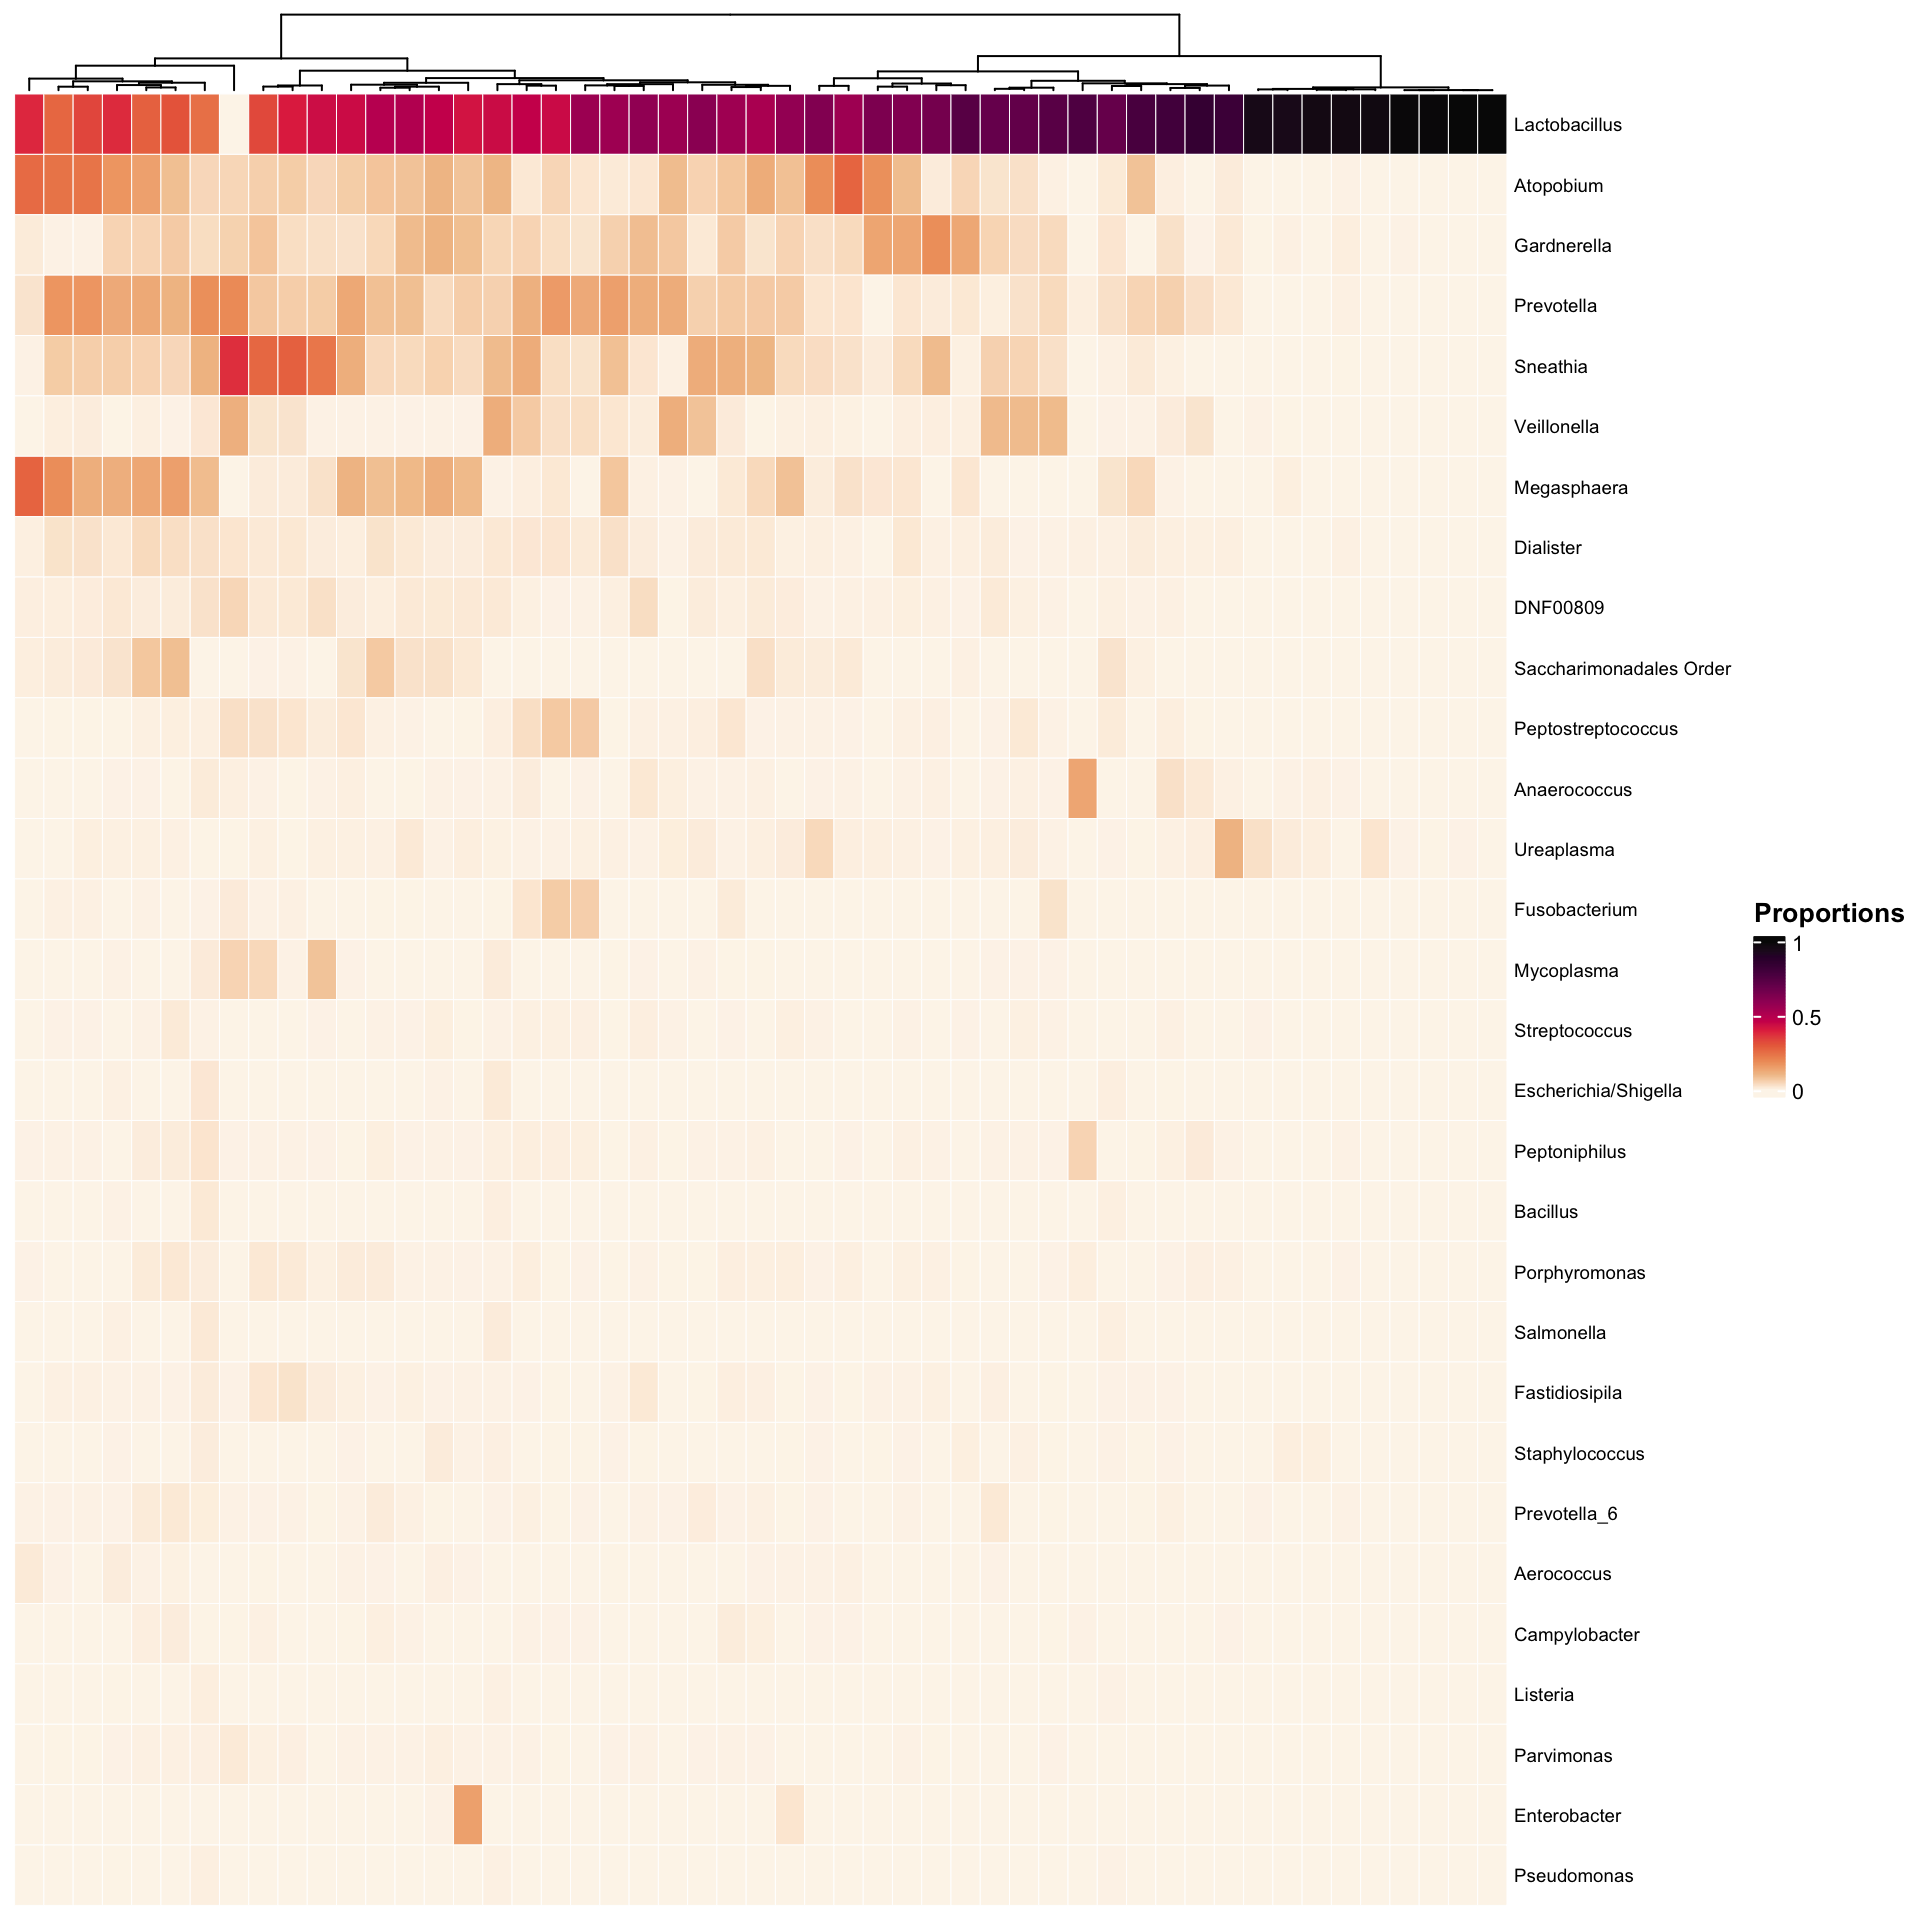 Lactobacillus
Atopobium
Gardnerella
Prevotella
Sneathia
Veillonella
Megasphaera
Dialister
DNF00809
Saccharimonadales Order
Peptostreptococcus
Anaerococcus
Ureaplasma
Fusobacterium
Mycoplasma
Streptococcus
Escherichia/Shigella
Peptoniphilus
Bacillus
Porphyromonas
Salmonella
Fastidiosipila
Staphylococcus
Prevotella_6
Aerococcus
Campylobacter
Listeria
Parvimonas
Enterobacter
Pseudomonas
Proportions
1
0.5
0